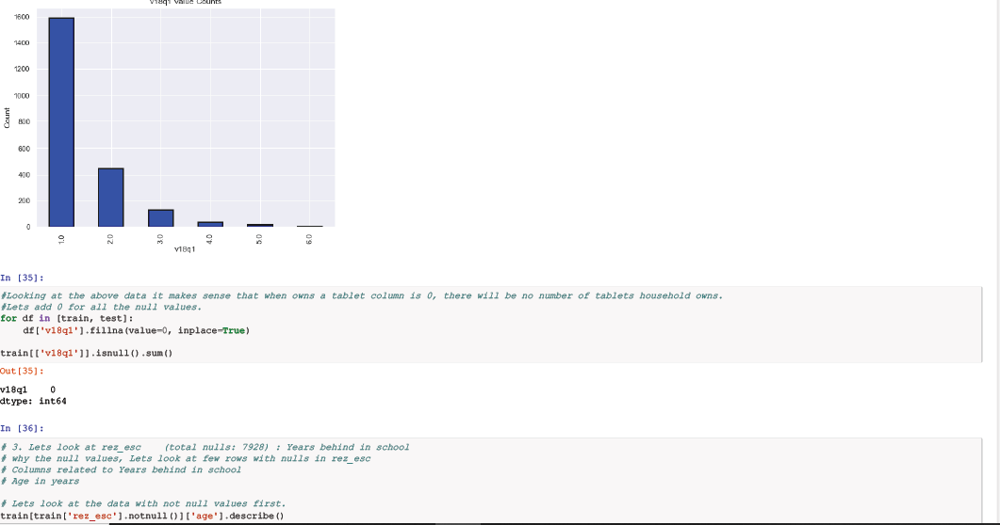 v18q1 Value Counts
1600
1400
1200
1000
800
600
400
200
0
Count
1.0
2.0
3.0
4.0
5.0
6.0
v18q1
In [35]:
#Looking at the above data it makes sense that when owns a tablet column is 0, there will be no number of tablets household owns.
#Lets add 0 for all the null values.
for df in [train, test]:
    df['v18q1'].fillna(value=0, inplace=True)
train[['v18q1']].isnull().sum()
Out[35]:
v18q1    0
dtype: int64
In [36]:
# 3. Lets look at rez_esc    (total nulls: 7928) : Years behind in school
# why the null values, Lets look at few rows with nulls in rez_esc
# Columns related to Years behind in school
# Age in years
# Lets look at the data with not null values first.
train[train['rez_esc'].notnull()]['age'].describe()